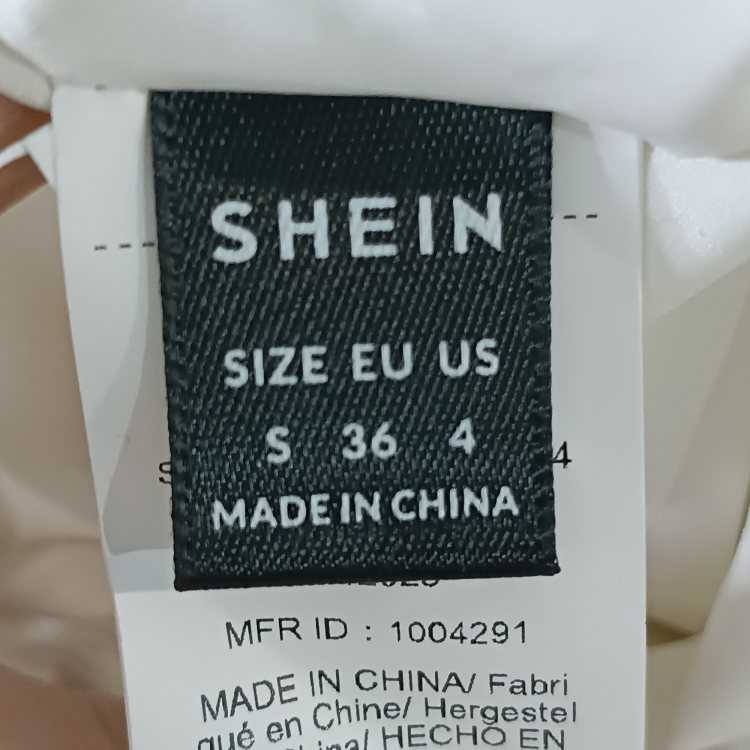 SHEIN
SIZE EU US
S 36 4
MADE IN CHINA
S
4
MFR ID : 1004291
MADE IN CHINA/ Fabri
qué en Chine/ Hergestel
HECHO EN